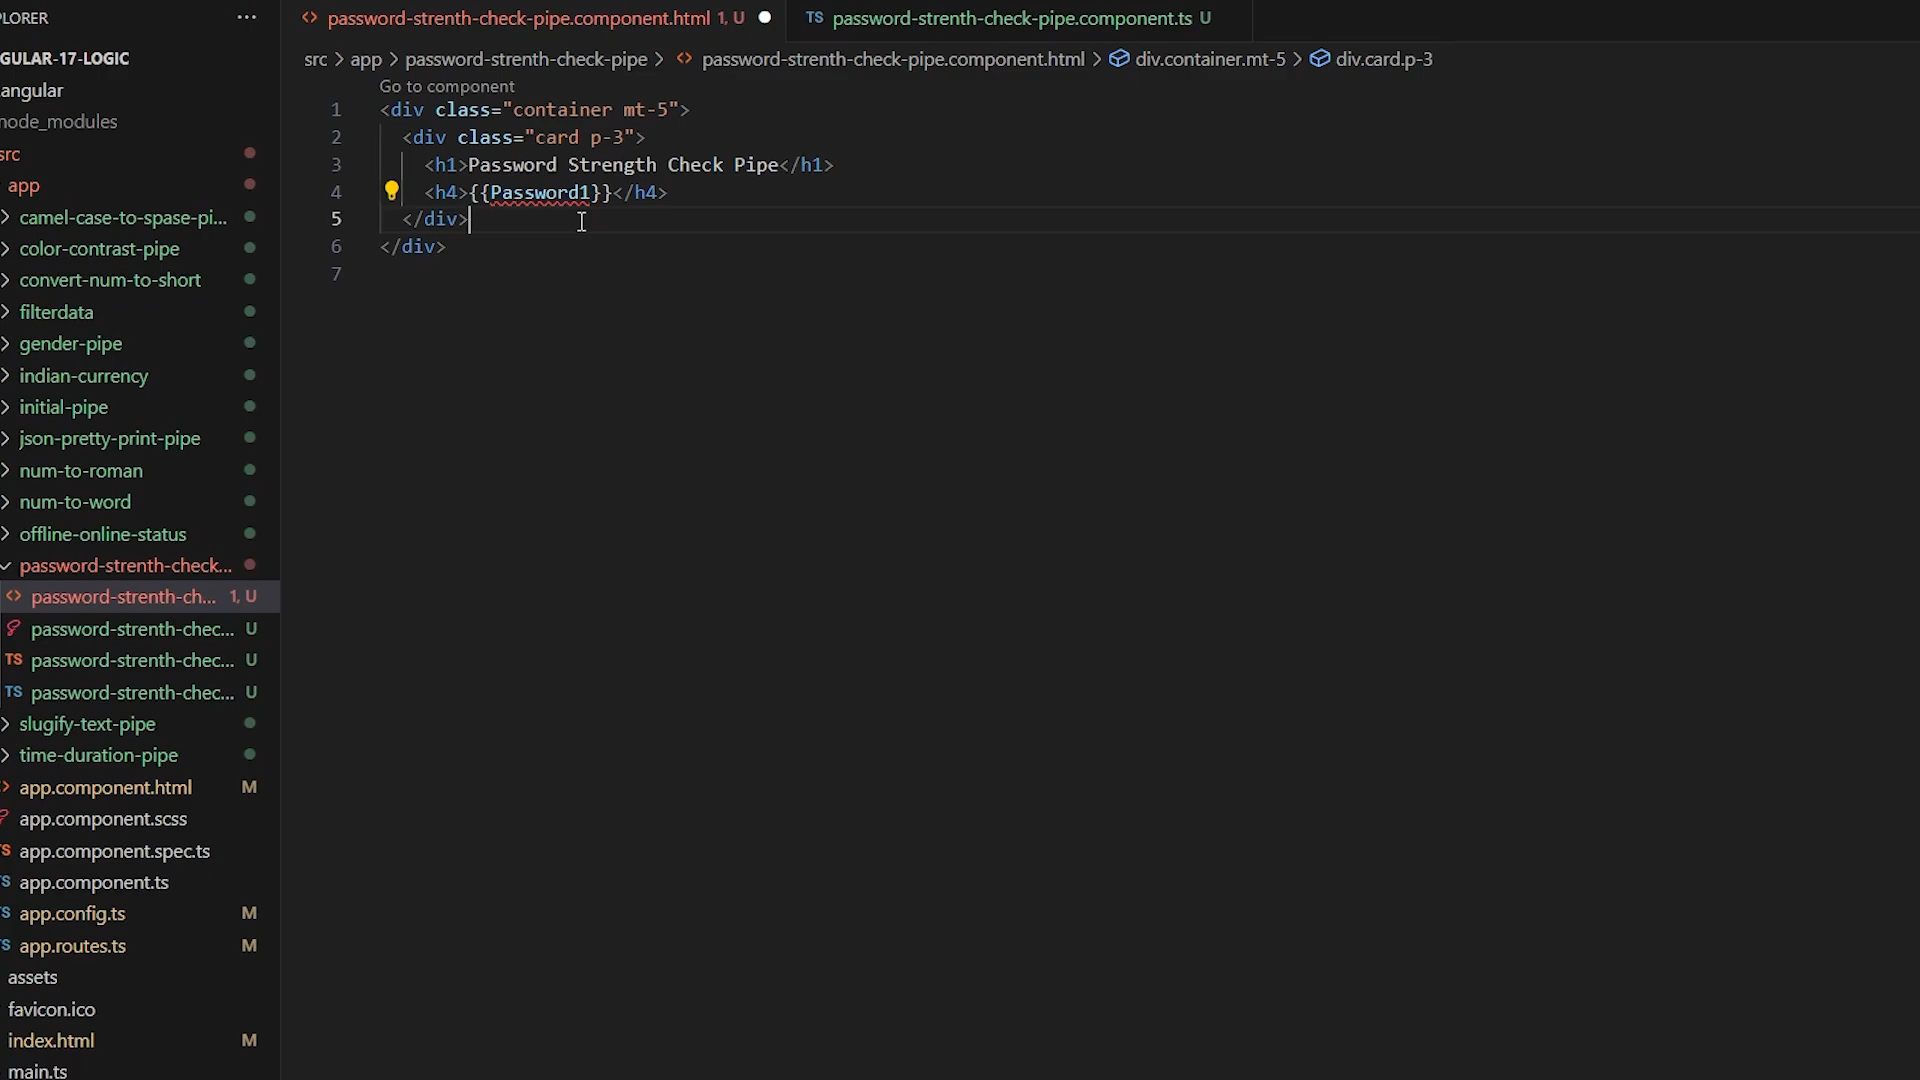 PLORER ···
GULAR-17-LOGIC
angular
node_modules
src
app
camel-case-to-spase-pi...
color-contrast-pipe
convert-num-to-short
filterdata
gender-pipe
indian-currency
initial-pipe
json-pretty-print-pipe
num-to-roman
num-to-word
offline-online-status
password-strenth-check...
password-strenth-ch... 1, U
password-strenth-chec... U
TS password-strenth-chec... U
TS password-strenth-chec... U
slugify-text-pipe
time-duration-pipe
app.component.html M
app.component.scss
TS app.component.spec.ts
TS app.component.ts
TS app.config.ts M
TS app.routes.ts M
assets
favicon.ico
index.html M
main.ts
<> password-strenth-check-pipe.component.html 1, U
TS password-strenth-check-pipe.component.ts U
src > app > password-strenth-check-pipe > <> password-strenth-check-pipe.component.html > div.container.mt-5 > div.card.p-3
Go to component
1 <div class="container mt-5">
2 <div class="card p-3">
3 <h1>Password Strength Check Pipe</h1>
4 <h4>{{Password1}}</h4>
5 </div>
6 </div>
7